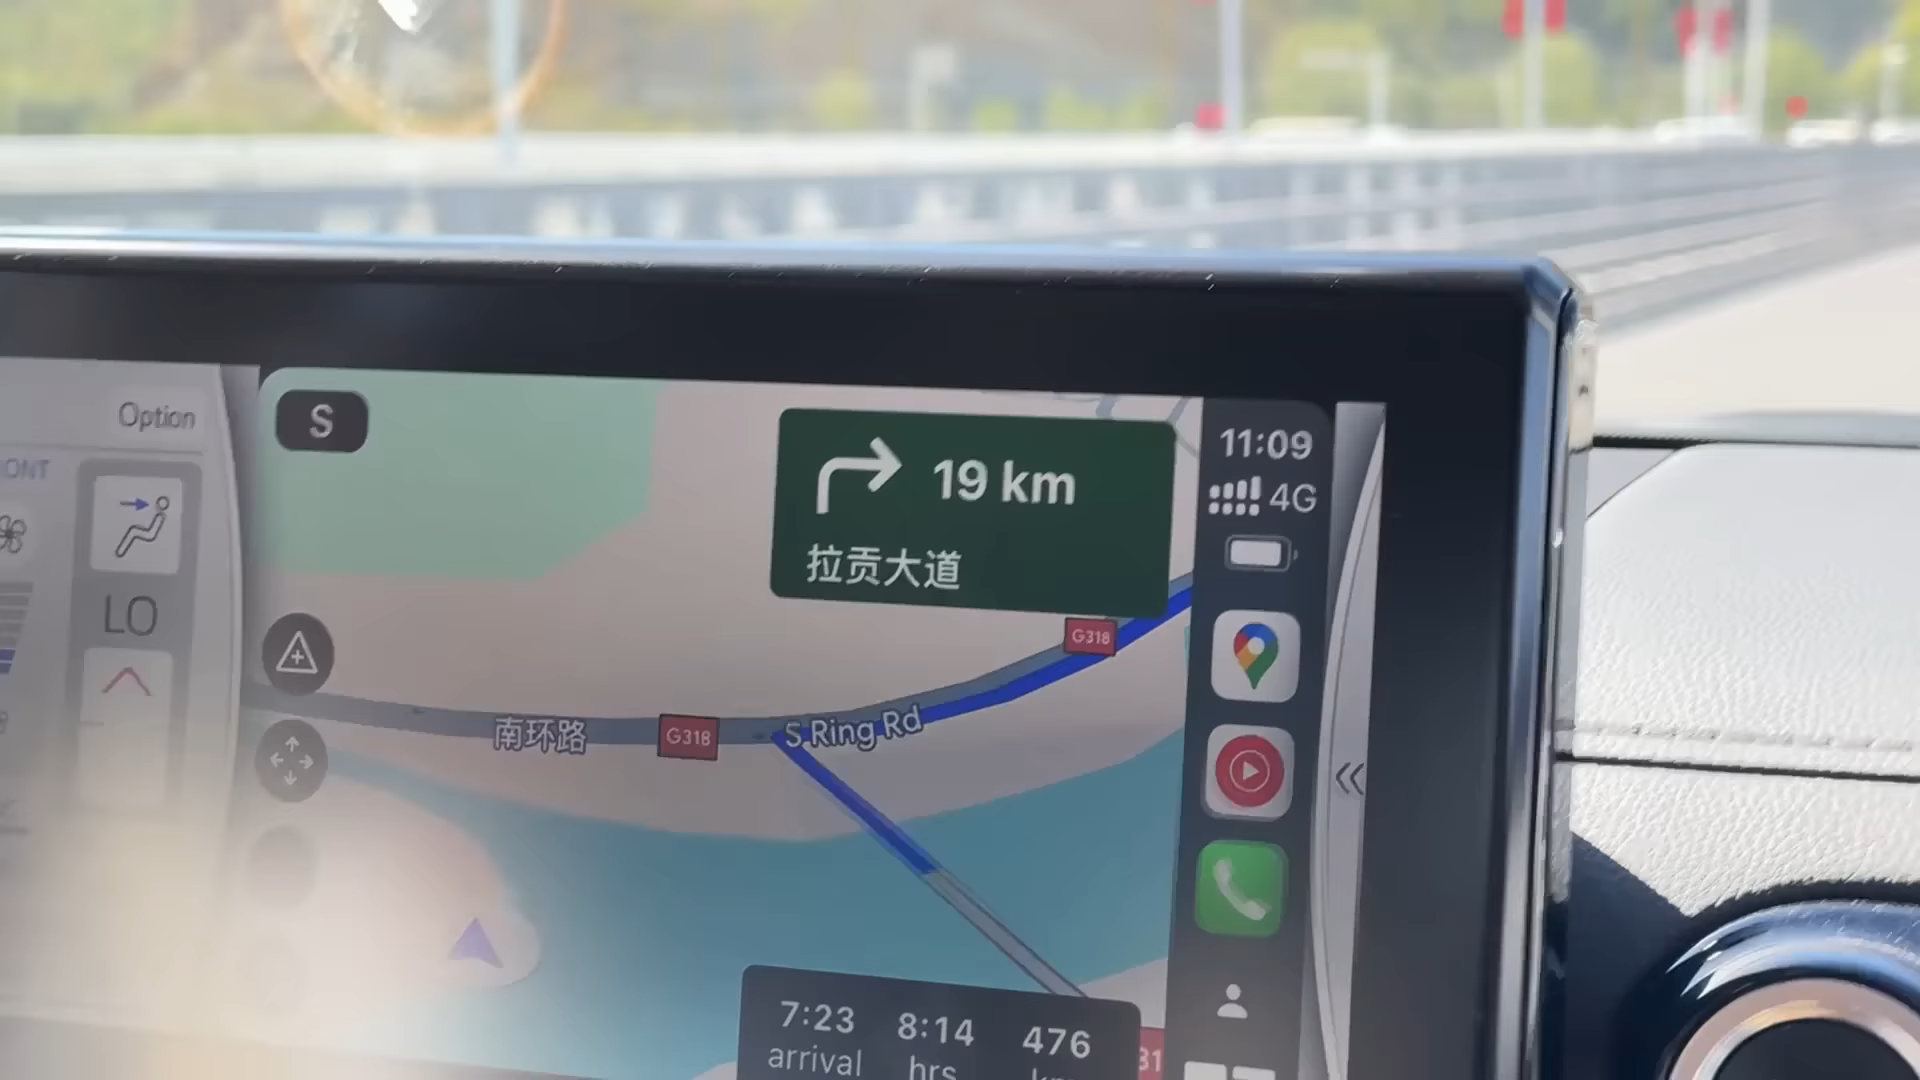 Option
S
19 km
拉贡大道
11:09
4G
LO
G318
南环路
G318
S Ring Rd
7:23
8:14
476
arrival
hrs